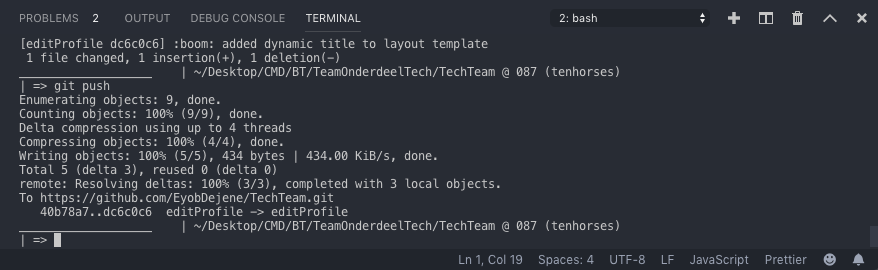 PROBLEMS 2 OUTPUT DEBUG CONSOLE TERMINAL 2: bash
[editProfile dc6c0c6] :boom: added dynamic title to layout template
1 file changed, 1 insertion(+), 1 deletion(-)
___________________ | ~/Desktop/CMD/BT/TeamOnderdeelTech/TechTeam @ 087 (tenhorses)
| => git push
Enumerating objects: 9, done.
Counting objects: 100% (9/9), done.
Delta compression using up to 4 threads
Compressing objects: 100% (4/4), done.
Writing objects: 100% (5/5), 434 bytes | 434.00 KiB/s, done.
Total 5 (delta 3), reused 0 (delta 0)
remote: Resolving deltas: 100% (3/3), completed with 3 local objects.
To https://github.com/EyobDejene/TechTeam.git
40b78a7..dc6c0c6 editProfile -> editProfile
___________________ | ~/Desktop/CMD/BT/TeamOnderdeelTech/TechTeam @ 087 (tenhorses)
| =>
Ln 1, Col 19 Spaces: 4 UTF-8 LF JavaScript Prettier